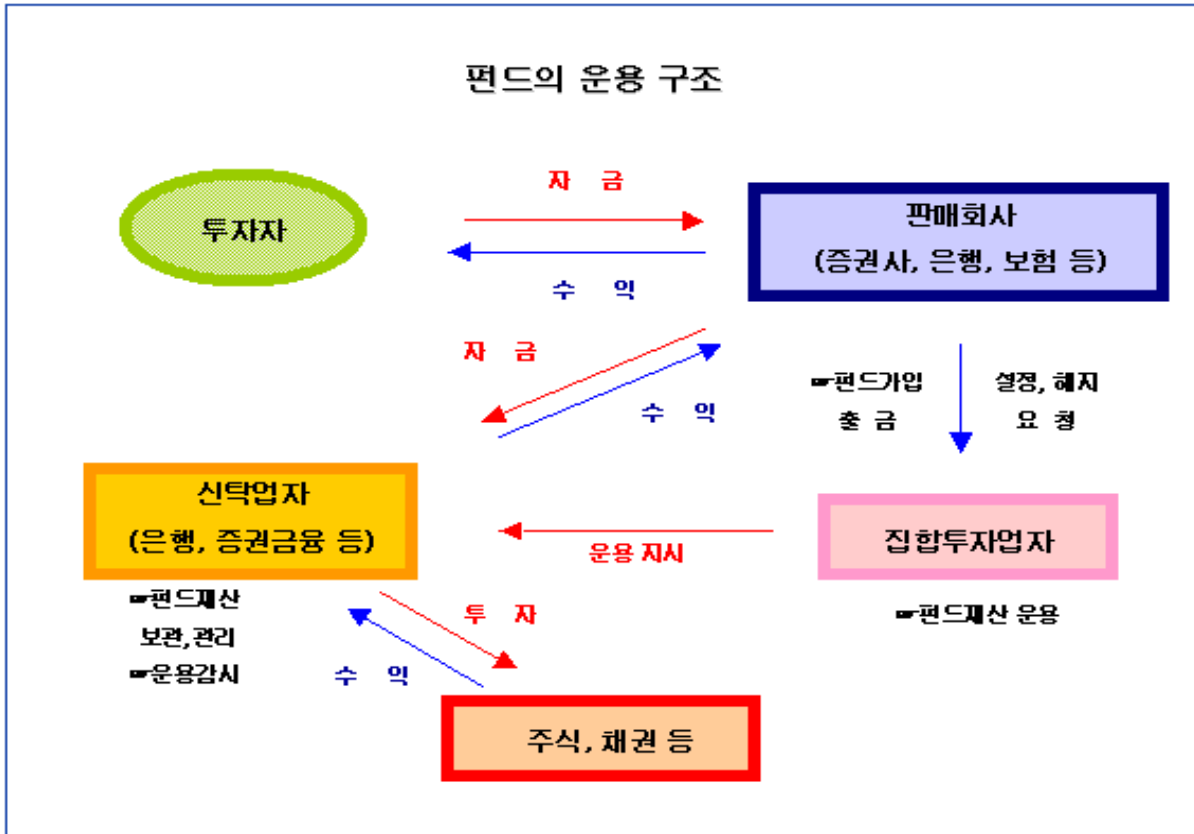 펀드의 운용 구조
자 금
투자자
판매회사
(증권사, 은행, 보험 등)
수 익
자 금
수 익
☞펀드가입
출 금
설정, 해지
요 청
신탁업자
(은행, 증권금융 등)
운용 지시
집합투자업자
☞펀드재산
보관,관리
☞운용감시
투 자
수 익
☞펀드재산 운용
주식, 채권 등